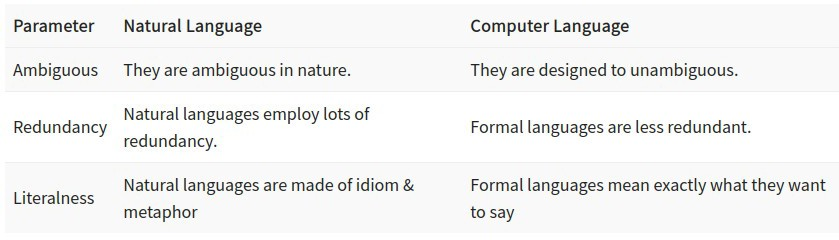 Parameter Natural Language Computer Language
Ambiguous They are ambiguous in nature. They are designed to unambiguous.
Redundancy Natural languages employ lots of redundancy. Formal languages are less redundant.
Literalness Natural languages are made of idiom & metaphor Formal languages mean exactly what they want to say